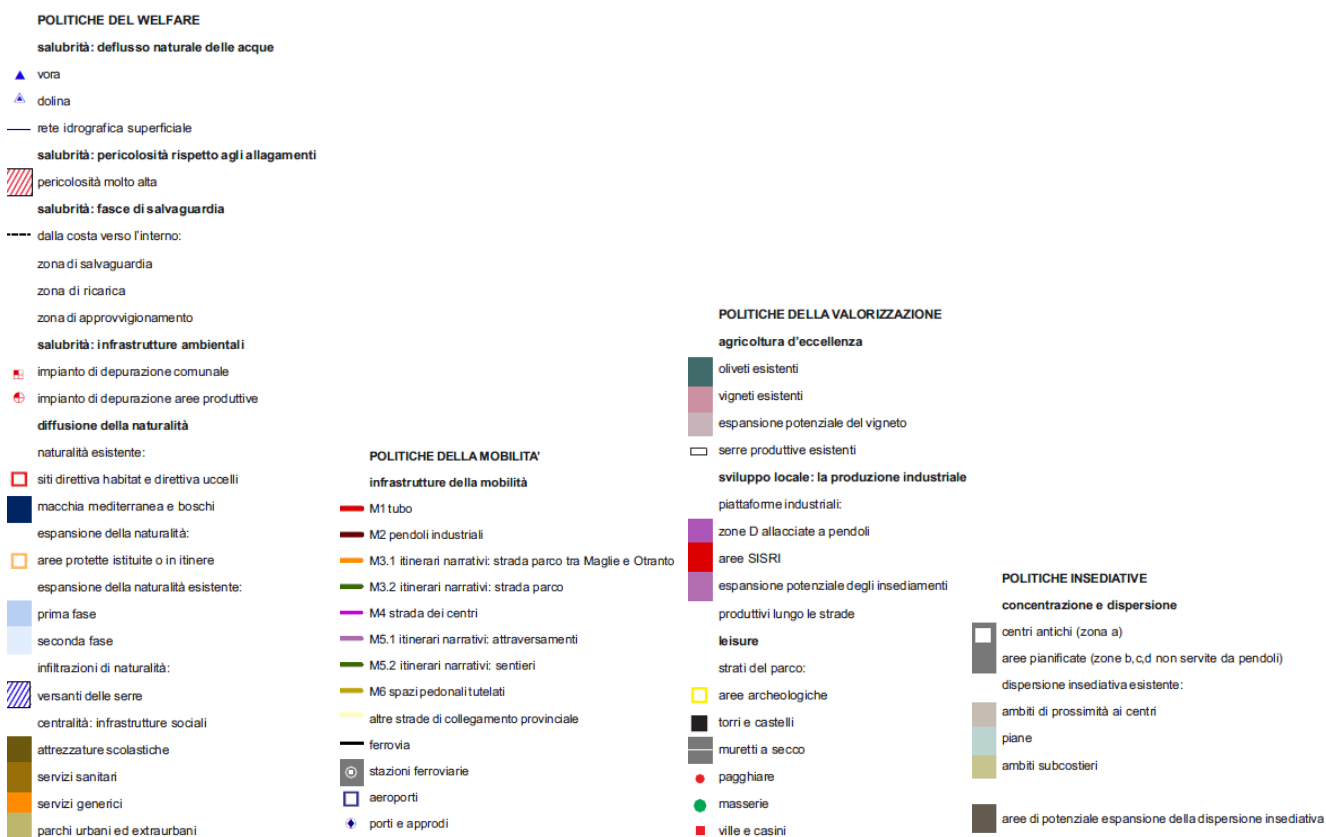 POLITICHE DEL WELFARE
salubrità: deflusso naturale delle acque
vora
dolina
rete idrografica superficiale
salubrità: pericolosità rispetto agli allagamenti
pericolosità molto alta
salubrità: fasce di salvaguardia
dalla costa verso l'interno:
zona di salvaguardia
zona di ricarica
zona di approvvigionamento
salubrità: infrastrutture ambientali
impianto di depurazione comunale
impianto di depurazione aree produttive
diffusione della naturalità
naturalità esistente:
siti direttiva habitat e direttiva uccelli
macchia mediterranea e boschi
espansione della naturalità:
aree protette istituite o in itinere
espansione della naturalità esistente:
prima fase
seconda fase
infiltrazioni di naturalità:
versanti delle serre
centralità: infrastrutture sociali
attrezzature scolastiche
servizi sanitari
servizi generici
parchi urbani ed extraurbani
POLITICHE DELLA MOBILITA'
infrastrutture della mobilità
M1 tubo
M2 pendoli industriali
M3.1 itinerari narrativi: strada parco tra Maglie e Otranto
M3.2 itinerari narrativi: strada parco
M4 strada dei centri
M5.1 itinerari narrativi: attraversamenti
M5.2 itinerari narrativi: sentieri
M6 spazi pedonali tutelati
altre strade di collegamento provinciale
ferrovia
stazioni ferroviarie
aeroporti
porti e approdi
POLITICHE DELLA VALORIZZAZIONE
agricoltura d'eccellenza
oliveti esistenti
vigneti esistenti
espansione potenziale del vigneto
serre produttive esistenti
sviluppo locale: la produzione industriale
piattaforme industriali:
zone D allacciate a pendoli
aree SISRI
espansione potenziale degli insediamenti
produttivi lungo le strade
leisure
strati del parco:
aree archeologiche
torri e castelli
muretti a secco
pagghiare
masserie
ville e casini
POLITICHE INSEDIATIVE
concentrazione e dispersione
centri antichi (zona a)
aree pianificate (zone b,c,d non servite da pendoli)
dispersione insediativa esistente:
ambiti di prossimità ai centri
piane
ambiti subcostieri
aree di potenziale espansione della dispersione insediativa